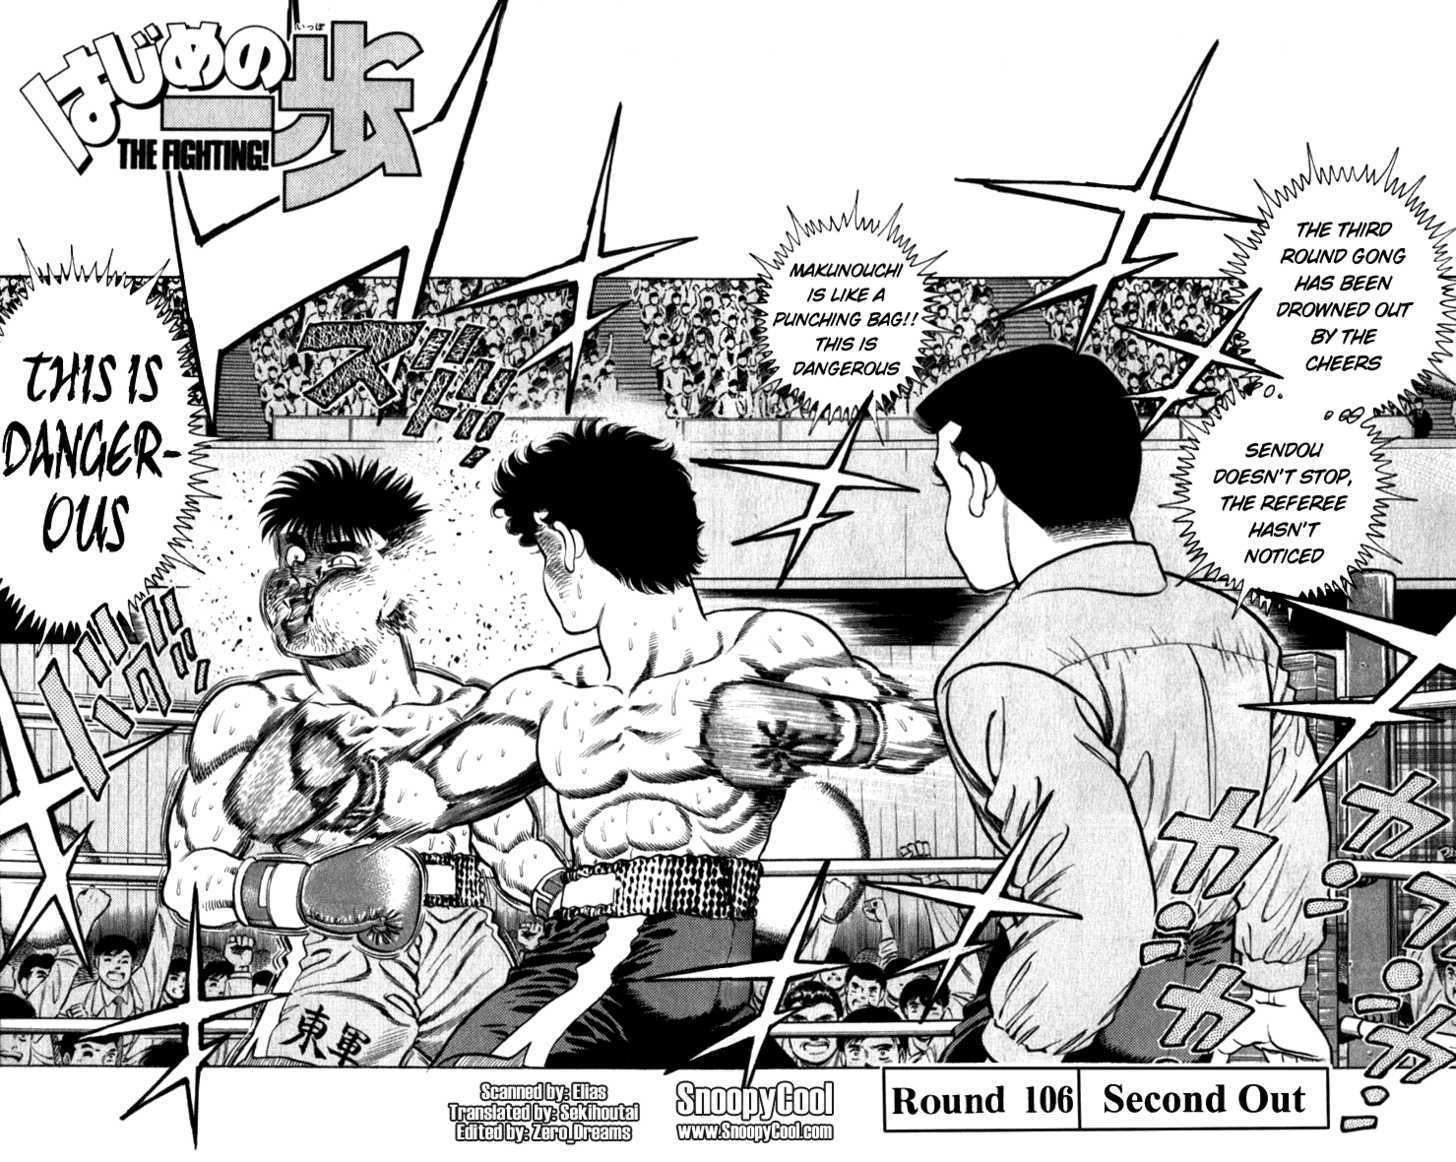 いっぽ
はじめの一歩
THE FIGHTING!
THE THIRD
ROUND GONG
HAS BEEN
DROWNED OUT
BY THE
CHEERS
SENDOU
DOESN'T STOP,
THE REFEREE
HASN'T
NOTICED
MAKUNOUCHI
IS LIKE A
PUNCHING BAG!!
THIS IS
DANGEROUS
THIS IS
DANGER-
OUS
東軍
Round 106
Second Out
Scanned by: Elias
Translated by: Sekihoutai
Edited by: Zero_Dreams
SnoopyCool
www.SnoopyCool.com